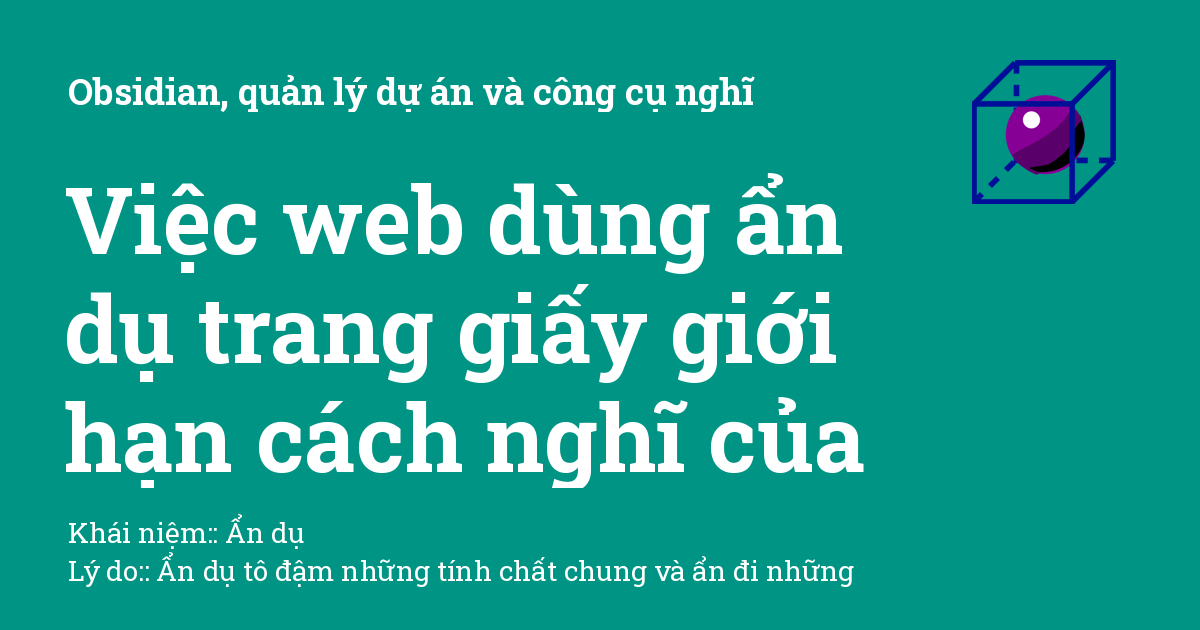 Obsidian, quản lý dự án và công cụ nghĩ
Việc web dùng ẩn
dụ trang giấy giới
hạn cách nghĩ của
Khái niệm:: Ẩn dụ
Lý do:: Ẩn dụ tô đậm những tính chất chung và ẩn đi những